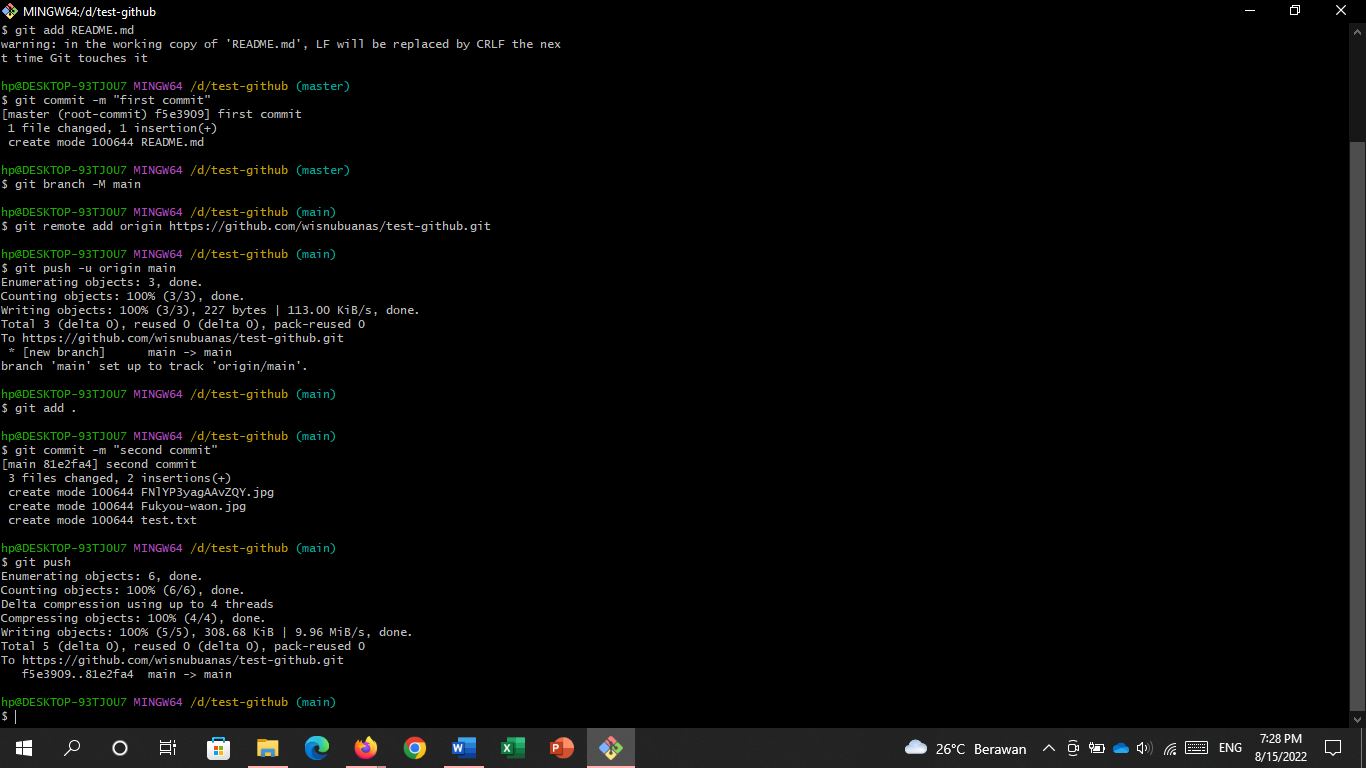 MINGW64:/d/test-github
$ git add README.md
warning: in the working copy of 'README.md', LF will be replaced by CRLF the nex
t time Git touches it
hp@DESKTOP-93TJOU7 MINGW64 /d/test-github (master)
$ git commit -m "first commit"
[master (root-commit) f5e3909] first commit
 1 file changed, 1 insertion(+)
 create mode 100644 README.md
hp@DESKTOP-93TJOU7 MINGW64 /d/test-github (master)
$ git branch -M main
hp@DESKTOP-93TJOU7 MINGW64 /d/test-github (main)
$ git remote add origin https://github.com/wisnubuanas/test-github.git
hp@DESKTOP-93TJOU7 MINGW64 /d/test-github (main)
$ git push -u origin main
Enumerating objects: 3, done.
Counting objects: 100% (3/3), done.
Writing objects: 100% (3/3), 227 bytes | 113.00 KiB/s, done.
Total 3 (delta 0), reused 0 (delta 0), pack-reused 0
To https://github.com/wisnubuanas/test-github.git
 * [new branch]      main -> main
branch 'main' set up to track 'origin/main'.
hp@DESKTOP-93TJOU7 MINGW64 /d/test-github (main)
$ git add .
hp@DESKTOP-93TJOU7 MINGW64 /d/test-github (main)
$ git commit -m "second commit"
[main 81e2fa4] second commit
 3 files changed, 2 insertions(+)
 create mode 100644 FNlYP3yagAAvZQY.jpg
 create mode 100644 Fukyou-waon.jpg
 create mode 100644 test.txt
hp@DESKTOP-93TJOU7 MINGW64 /d/test-github (main)
$ git push
Enumerating objects: 6, done.
Counting objects: 100% (6/6), done.
Delta compression using up to 4 threads
Compressing objects: 100% (4/4), done.
Writing objects: 100% (5/5), 308.68 KiB | 9.96 MiB/s, done.
Total 5 (delta 0), reused 0 (delta 0), pack-reused 0
To https://github.com/wisnubuanas/test-github.git
   f5e3909..81e2fa4  main -> main
hp@DESKTOP-93TJOU7 MINGW64 /d/test-github (main)
$
26°C Berawan
ENG
7:28 PM
8/15/2022